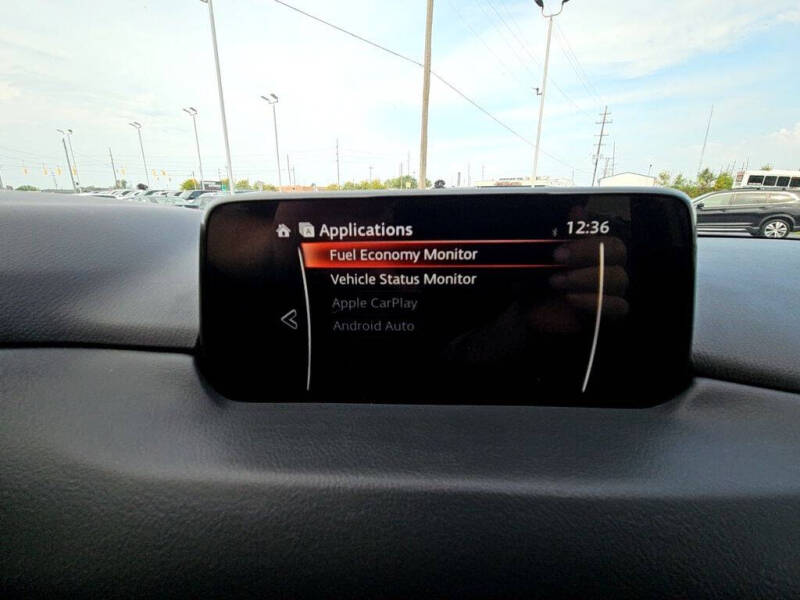 Applications 12:36
Fuel Economy Monitor
Vehicle Status Monitor
Apple CarPlay
Android Auto